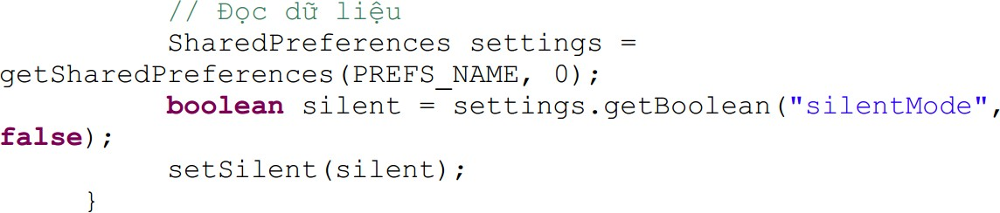 // Đọc dữ liệu
SharedPreferences settings =
getSharedPreferences(PREFS_NAME, 0);
boolean silent = settings.getBoolean("silentMode",
false);
setSilent(silent);
}